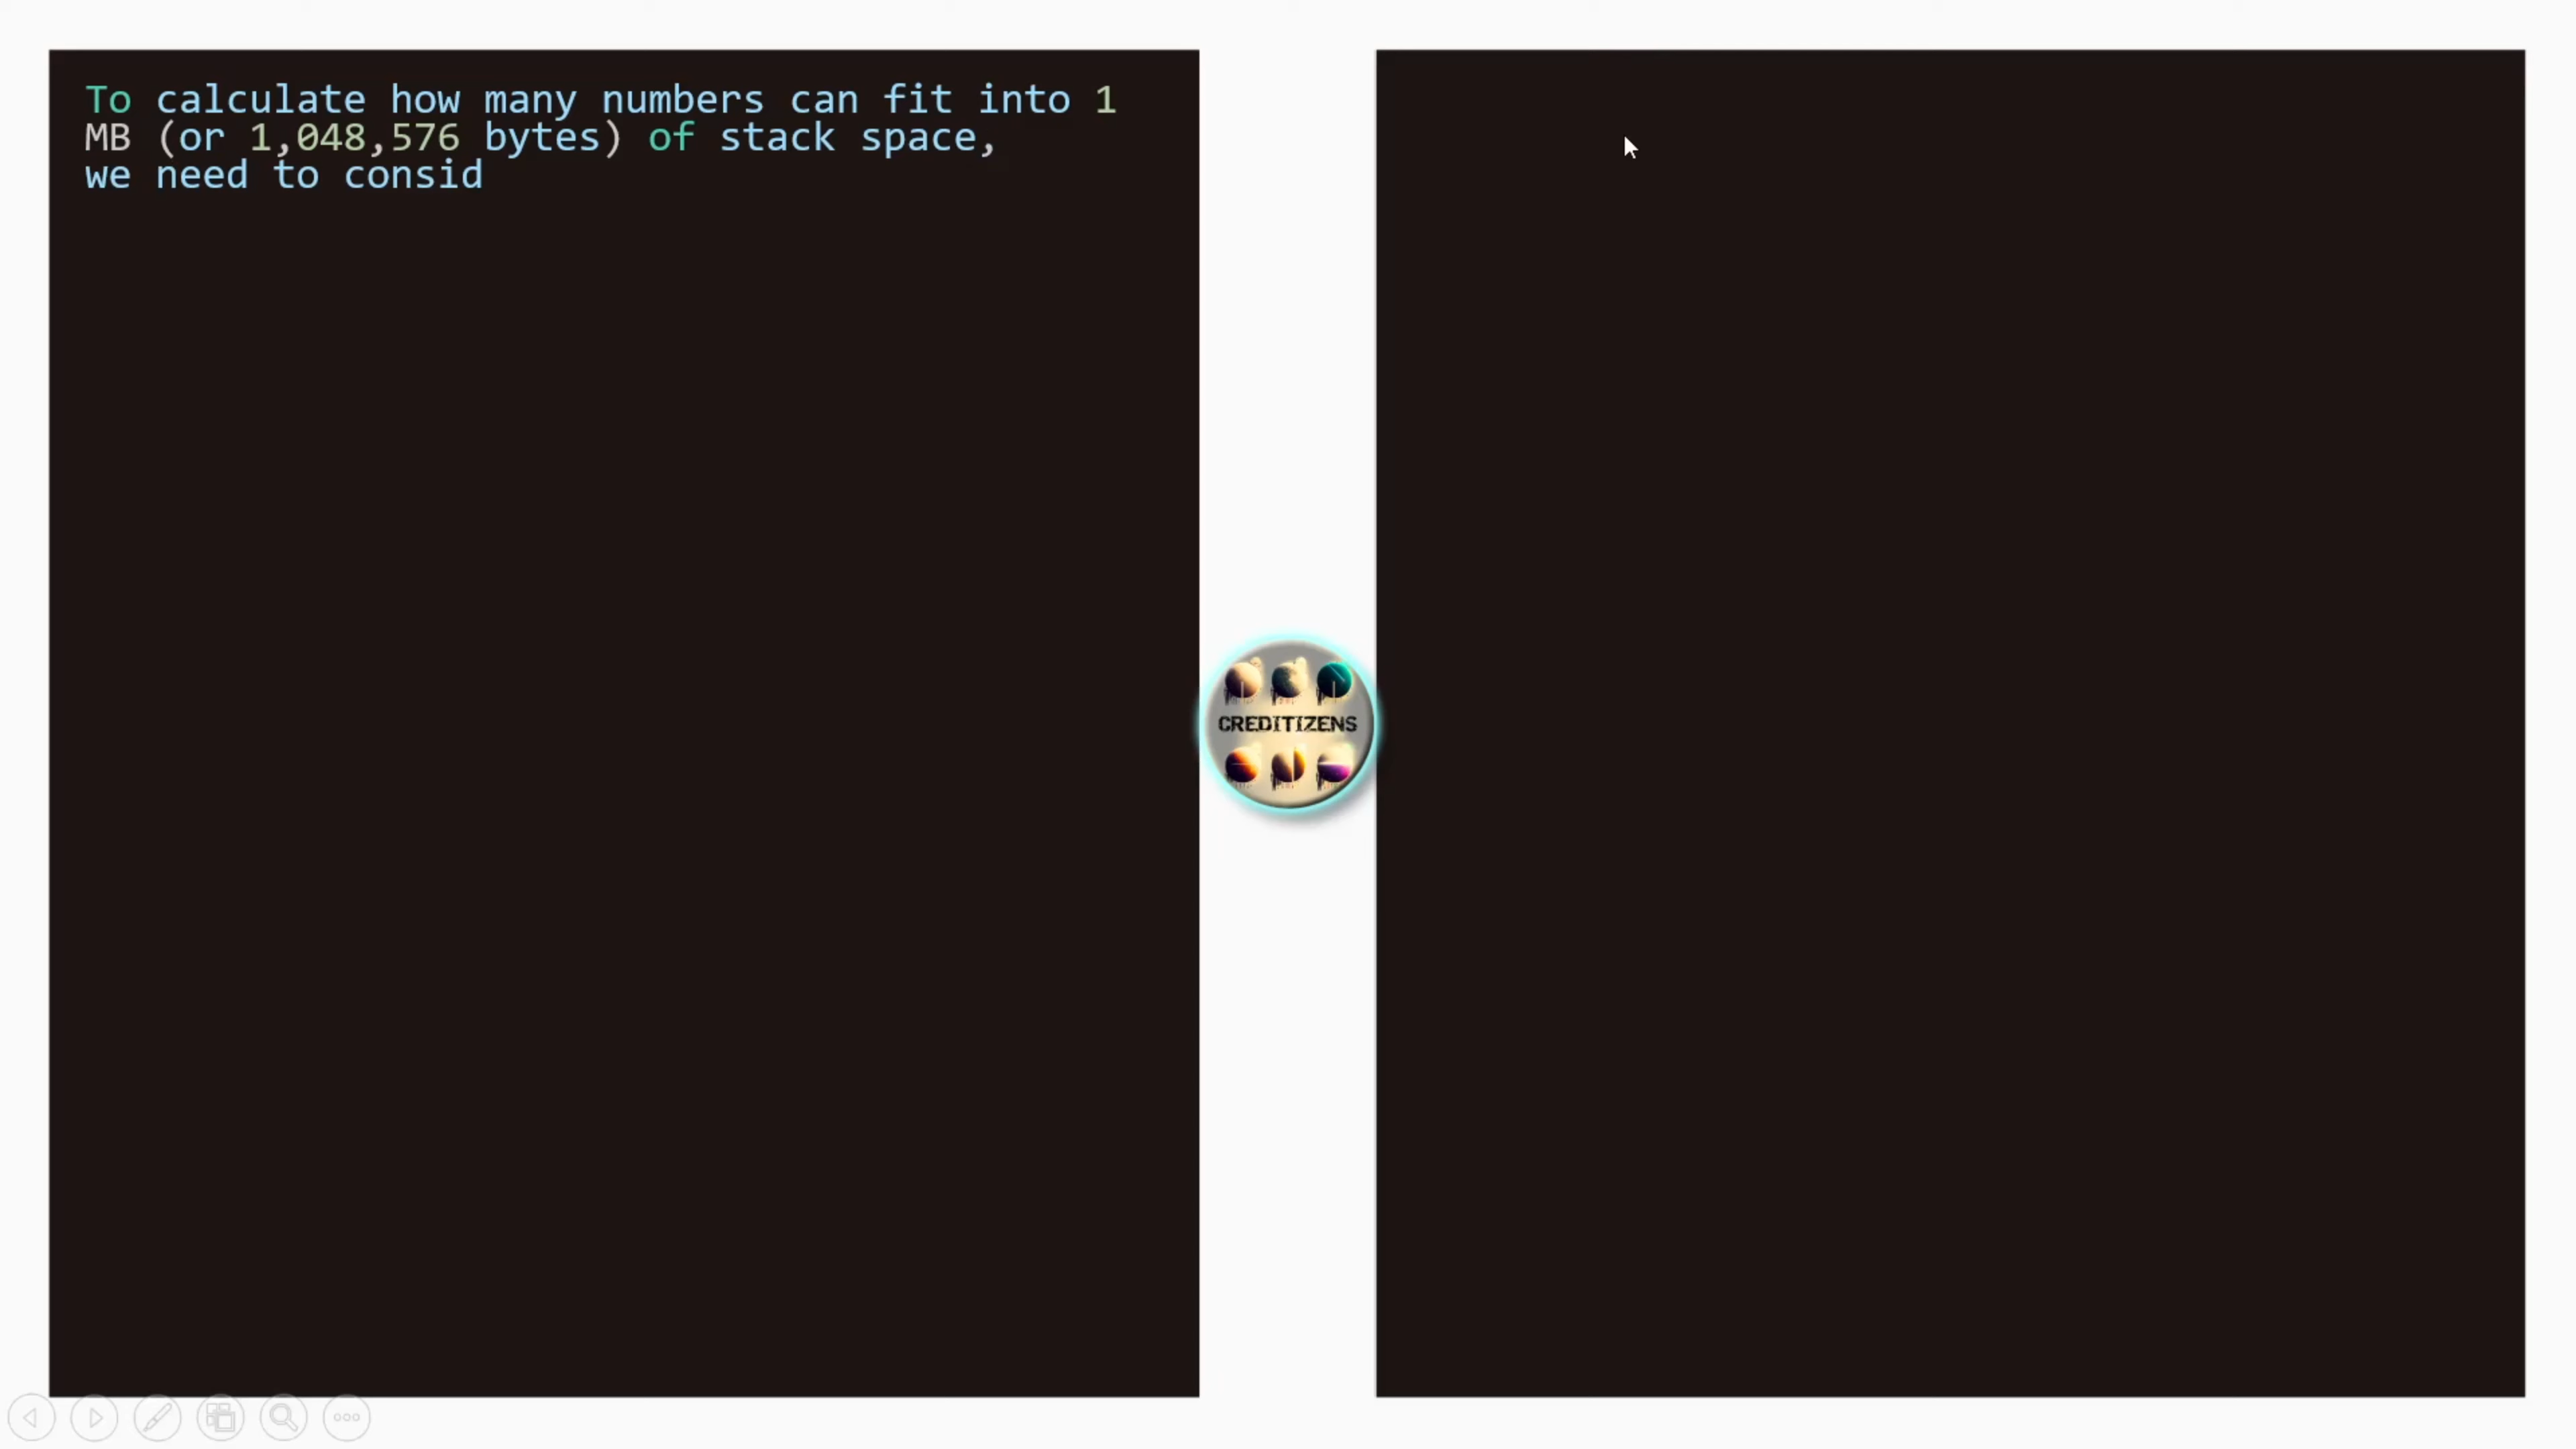 To calculate how many numbers can fit into 1
MB (or 1,048,576 bytes) of stack space,
we need to consid
CREDITIZENS